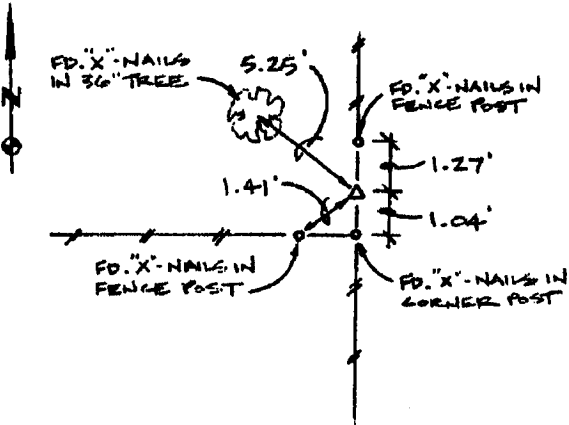 FD. "X"-NAILS
IN 36" TREE
5.25'
FD. "X"-NAILS IN
FENCE POST
N
1.27'
1.41'
1.04'
FD. "X"-NAILS IN
FENCE POST
FD. "X"-NAILS IN
CORNER POST